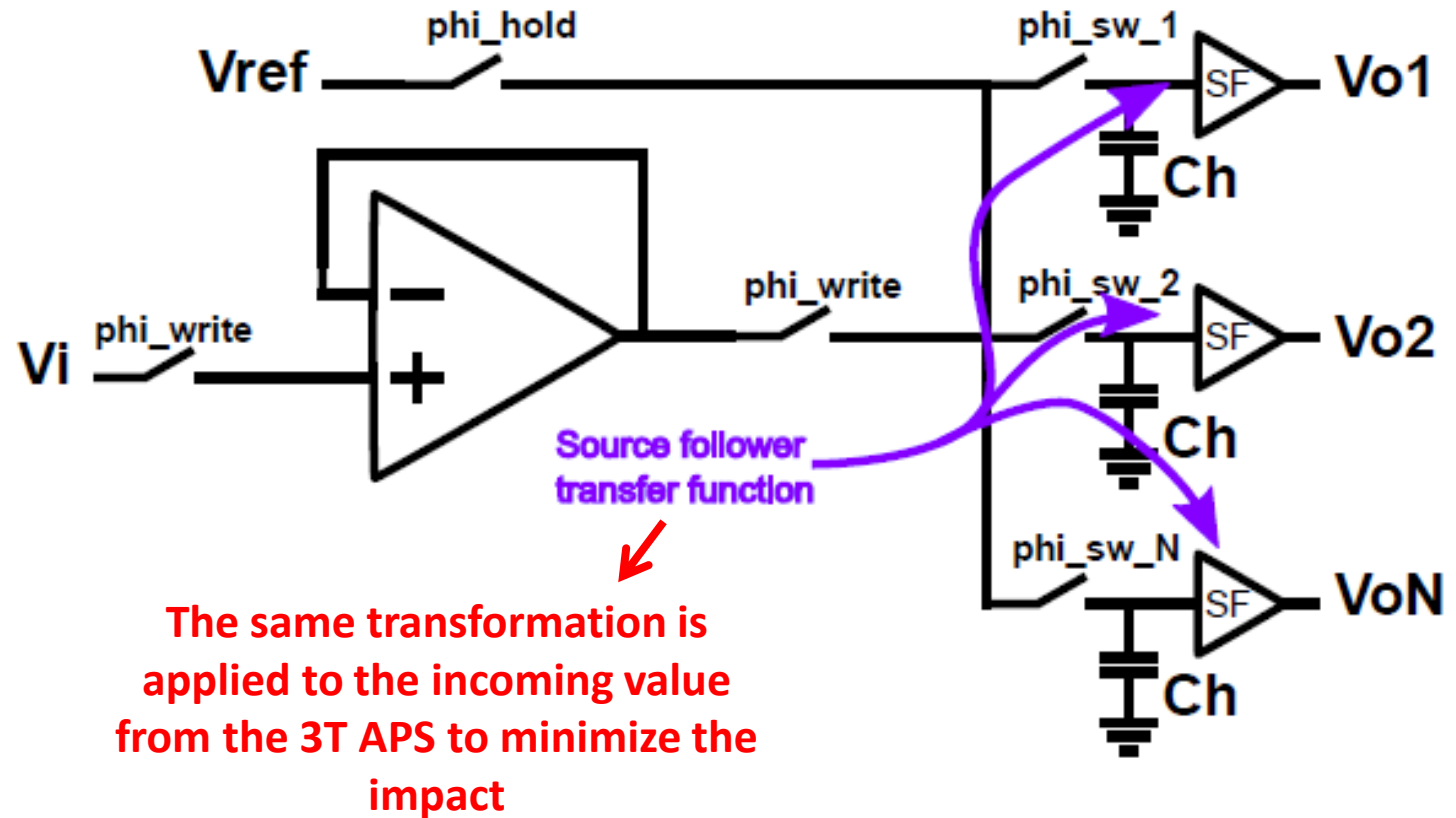 phi_hold
phi_sw_1
Vref
SF
Vo1
Ch
phi_write
phi_sw_2
phi_write
Vi
SF
Vo2
Ch
Source follower
transfer function
phi_sw_N
SF
VoN
Ch
The same transformation is
applied to the incoming value
from the 3T APS to minimize the
impact